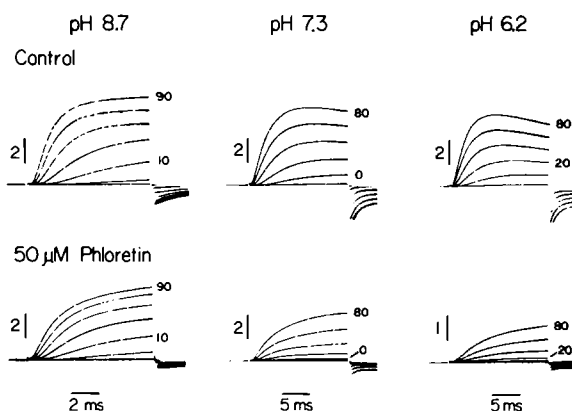 pH 8.7 pH 7.3 pH 6.2
Control
90 80 80
2 10 2 0 2 20
50 μM Phloretin
90
2 10 2 80 0 1 80 20
2 ms 5 ms 5 ms